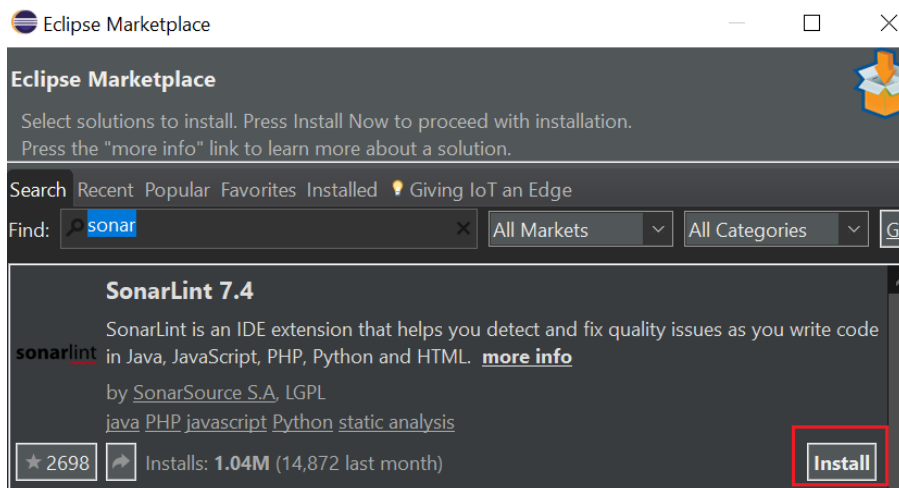 Eclipse Marketplace
Eclipse Marketplace
Select solutions to install. Press Install Now to proceed with installation.
Press the "more info" link to learn more about a solution.
Search Recent Popular Favorites Installed Giving IoT an Edge
Find: sonar All Markets All Categories G
SonarLint 7.4
SonarLint is an IDE extension that helps you detect and fix quality issues as you write code
sonarlint in Java, JavaScript, PHP, Python and HTML. more info
by SonarSource S.A, LGPL
java PHP javascript Python static analysis
2698 Installs: 1.04M (14,872 last month) Install